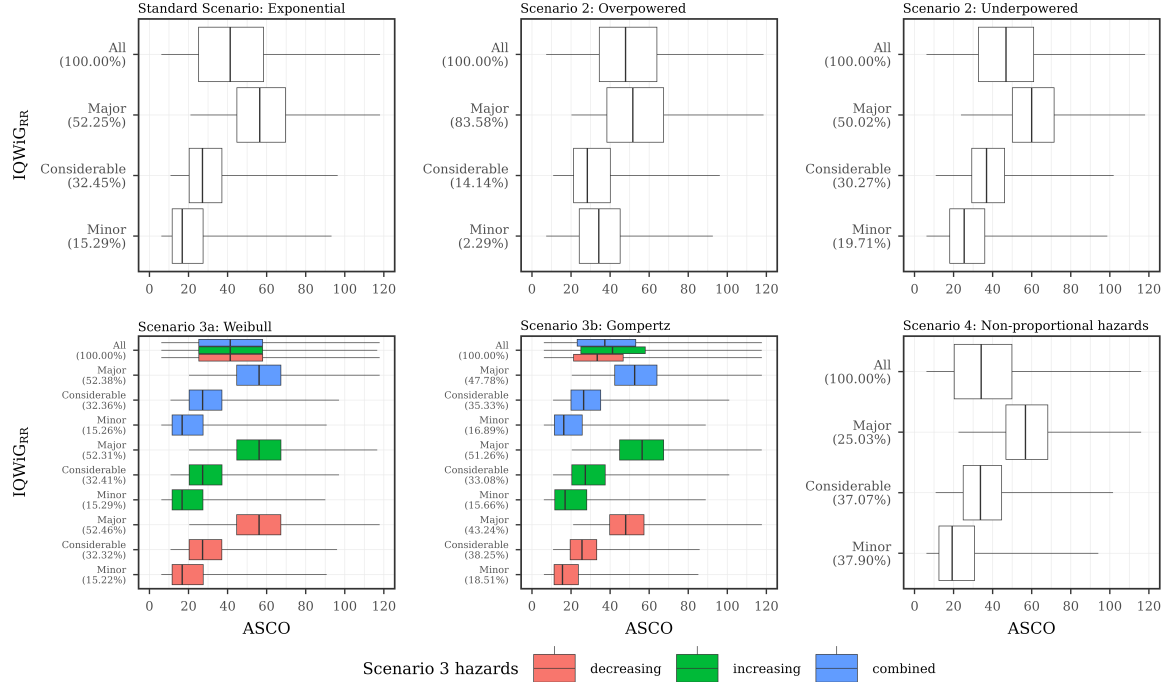 Standard Scenario: Exponential
All
(100.00%)
Major
(52.25%)
Considerable
(32.45%)
Minor
(15.29%)
IQWiG_RR
0 20 40 60 80 100 120
Scenario 2: Overpowered
All
(100.00%)
Major
(83.58%)
Considerable
(14.14%)
Minor
(2.29%)
0 20 40 60 80 100 120
Scenario 2: Underpowered
All
(100.00%)
Major
(50.02%)
Considerable
(30.27%)
Minor
(19.71%)
0 20 40 60 80 100 120
Scenario 3a: Weibull
All
(100.00%)
Major
(52.38%)
Considerable
(32.36%)
Minor
(15.26%)
Major
(52.31%)
Considerable
(32.41%)
Minor
(15.29%)
Major
(52.46%)
Considerable
(32.32%)
Minor
(15.22%)
IQWiG_RR
0 20 40 60 80 100 120
ASCO
Scenario 3b: Gompertz
All
(100.00%)
Major
(47.78%)
Considerable
(35.33%)
Minor
(16.89%)
Major
(51.26%)
Considerable
(33.08%)
Minor
(15.66%)
Major
(43.24%)
Considerable
(38.25%)
Minor
(18.51%)
0 20 40 60 80 100 120
ASCO
Scenario 4: Non-proportional hazards
All
(100.00%)
Major
(25.03%)
Considerable
(37.07%)
Minor
(37.90%)
0 20 40 60 80 100 120
ASCO
Scenario 3 hazards decreasing increasing combined